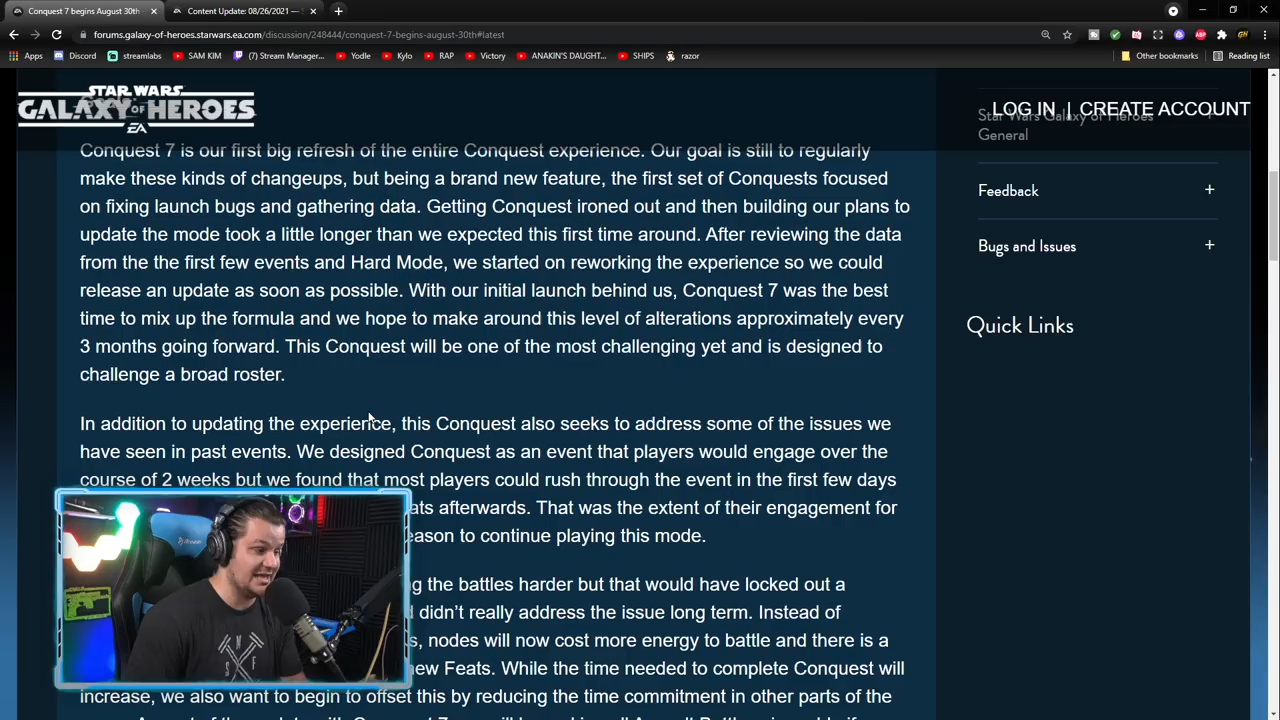 Conquest 7 begins August 30th
Content Update: 08/26/2021 —
forums.galaxy-of-heroes.starwars.ea.com/discussion/248444/conquest-7-begins-august-30th#latest
Apps Discord streamlabs SAM KIM (7) Stream Manager... Yodle Kylo RAP Victory ANAKIN'S DAUGHT... SHIPS razor Other bookmarks Reading list
STAR WARS
GALAXY OF HEROES
EA
LOG IN | CREATE ACCOUNT
Star Wars Galaxy of Heroes
General
Conquest 7 is our first big refresh of the entire Conquest experience. Our goal is still to regularly
make these kinds of changeups, but being a brand new feature, the first set of Conquests focused
on fixing launch bugs and gathering data. Getting Conquest ironed out and then building our plans to
update the mode took a little longer than we expected this first time around. After reviewing the data
from the the first few events and Hard Mode, we started on reworking the experience so we could
release an update as soon as possible. With our initial launch behind us, Conquest 7 was the best
time to mix up the formula and we hope to make around this level of alterations approximately every
3 months going forward. This Conquest will be one of the most challenging yet and is designed to
challenge a broad roster.
In addition to updating the experience, this Conquest also seeks to address some of the issues we
have seen in past events. We designed Conquest as an event that players would engage over the
course of 2 weeks but we found that most players could rush through the event in the first few days
ats afterwards. That was the extent of their engagement for
eason to continue playing this mode.
g the battles harder but that would have locked out a
d didn't really address the issue long term. Instead of
s, nodes will now cost more energy to battle and there is a
new Feats. While the time needed to complete Conquest will
increase, we also want to begin to offset this by reducing the time commitment in other parts of the
Feedback +
Bugs and Issues +
Quick Links